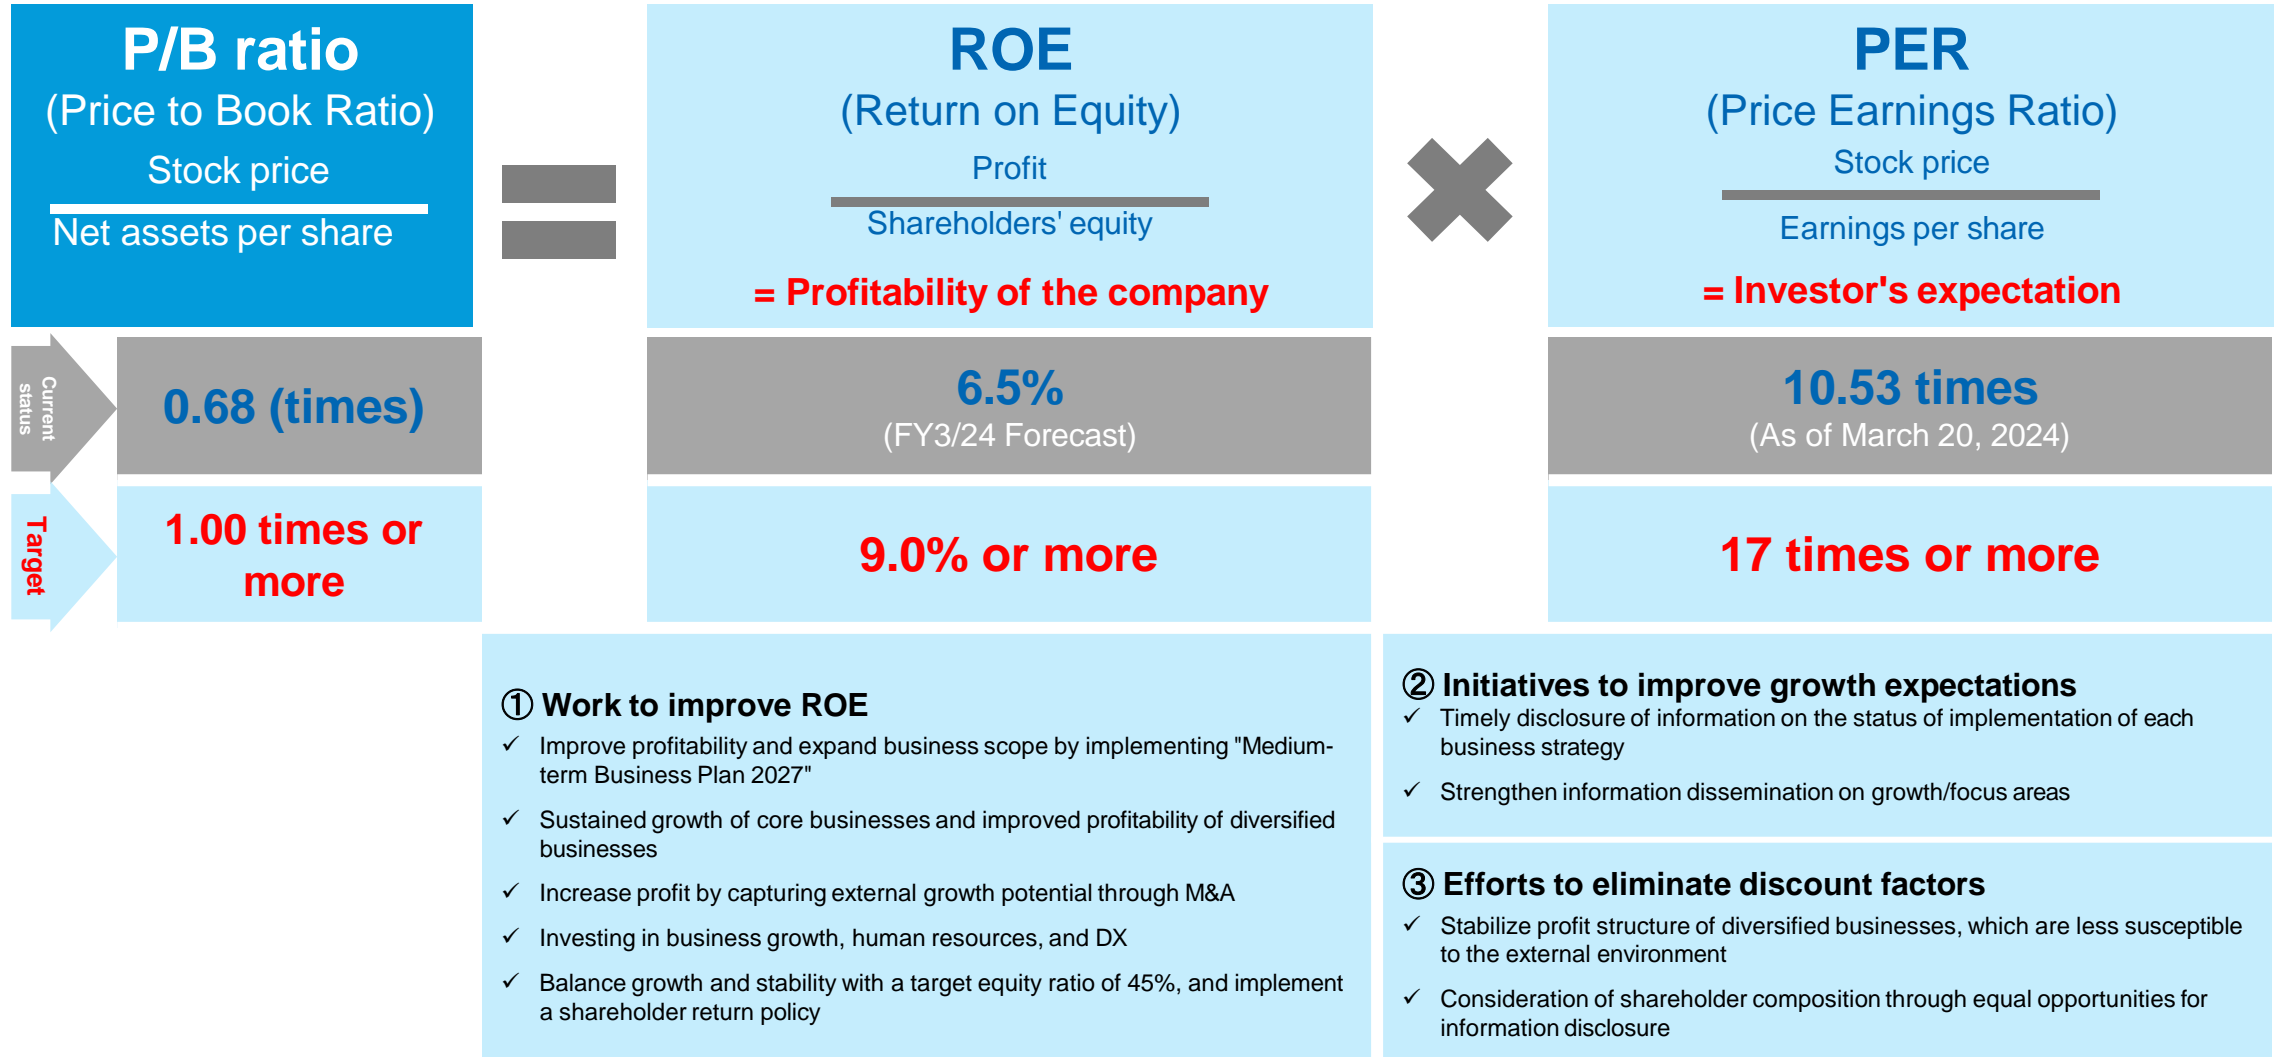 P/B ratio
(Price to Book Ratio)
Stock price
Net assets per share
ROE
(Return on Equity)
Profit
Shareholders' equity
= Profitability of the company
PER
(Price Earnings Ratio)
Stock price
Earnings per share
= Investor's expectation
Current
status
0.68 (times)
6.5%
(FY3/24 Forecast)
10.53 times
(As of March 20, 2024)
Target
1.00 times or
more
9.0% or more
17 times or more
① Work to improve ROE
✓ Improve profitability and expand business scope by implementing "Medium-
term Business Plan 2027"
✓ Sustained growth of core businesses and improved profitability of diversified
businesses
✓ Increase profit by capturing external growth potential through M&A
✓ Investing in business growth, human resources, and DX
✓ Balance growth and stability with a target equity ratio of 45%, and implement
a shareholder return policy
② Initiatives to improve growth expectations
✓ Timely disclosure of information on the status of implementation of each
business strategy
✓ Strengthen information dissemination on growth/focus areas
③ Efforts to eliminate discount factors
✓ Stabilize profit structure of diversified businesses, which are less susceptible
to the external environment
✓ Consideration of shareholder composition through equal opportunities for
information disclosure